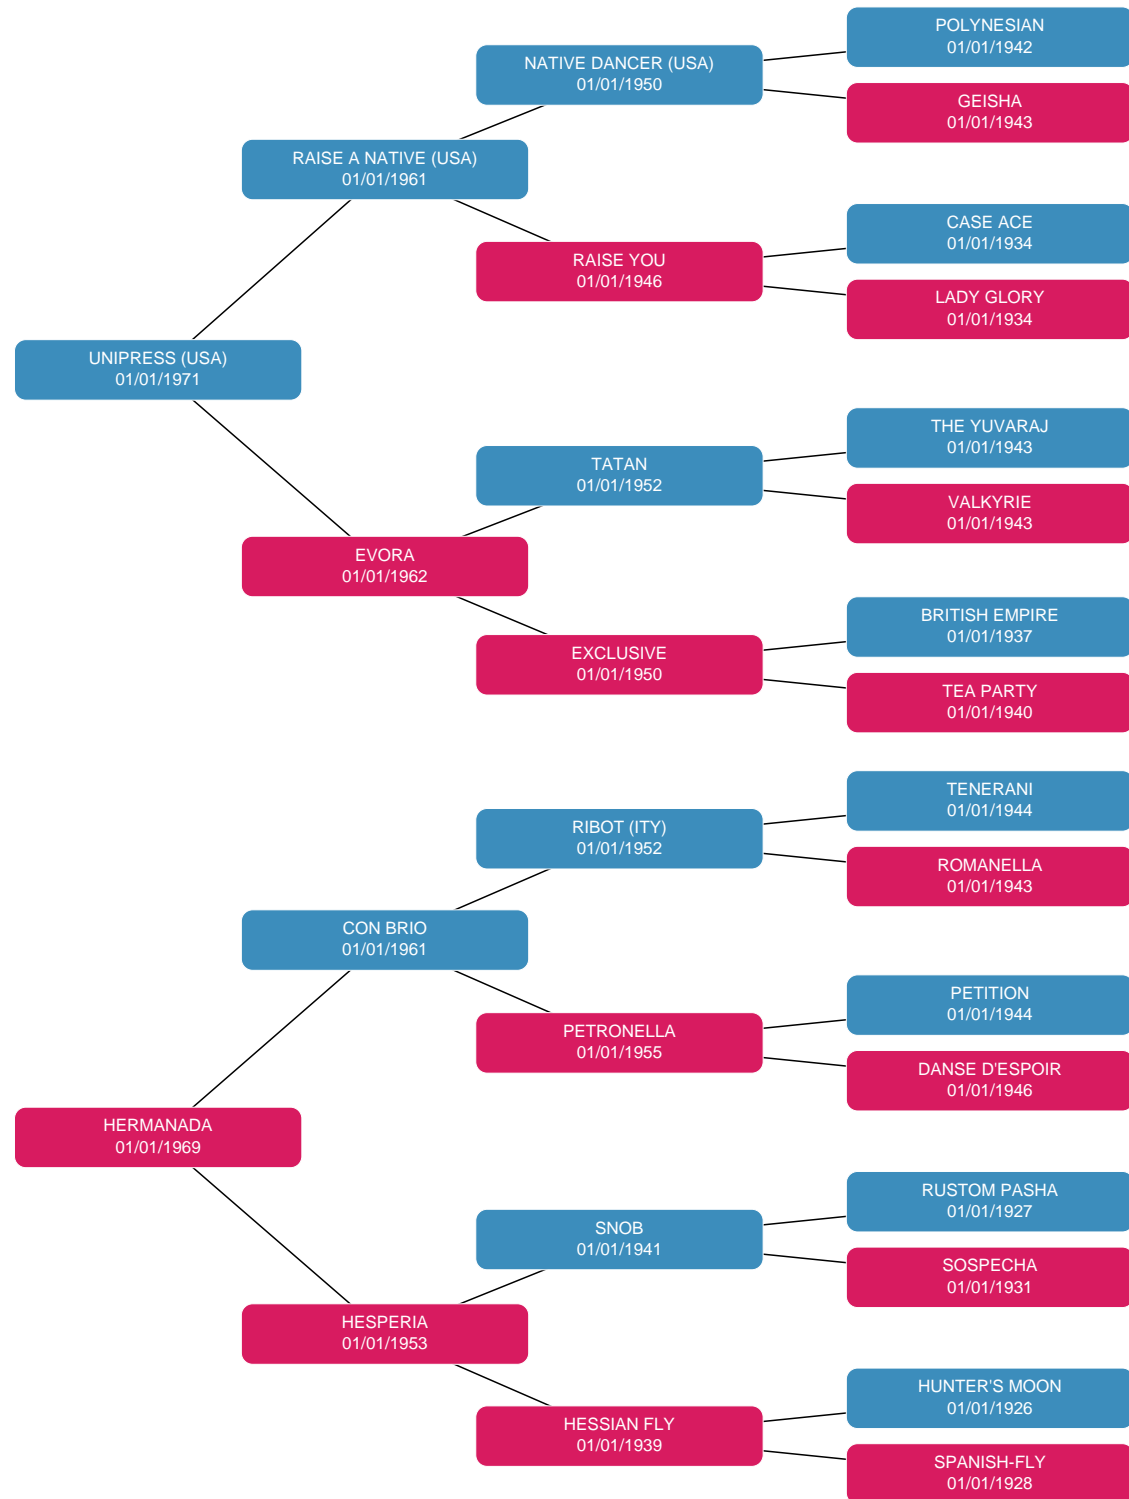 POLYNESIAN
01/01/1942
NATIVE DANCER (USA)
01/01/1950
GEISHA
01/01/1943
RAISE A NATIVE (USA)
01/01/1961
CASE ACE
01/01/1934
RAISE YOU
01/01/1946
LADY GLORY
01/01/1934
UNIPRESS (USA)
01/01/1971
THE YUVARAJ
01/01/1943
TATAN
01/01/1952
VALKYRIE
01/01/1943
EVORA
01/01/1962
BRITISH EMPIRE
01/01/1937
EXCLUSIVE
01/01/1950
TEA PARTY
01/01/1940
TENERANI
01/01/1944
RIBOT (ITY)
01/01/1952
ROMANELLA
01/01/1943
CON BRIO
01/01/1961
PETITION
01/01/1944
PETRONELLA
01/01/1955
DANSE D'ESPOIR
01/01/1946
HERMANADA
01/01/1969
RUSTOM PASHA
01/01/1927
SNOB
01/01/1941
SOSPECHA
01/01/1931
HESPERIA
01/01/1953
HUNTER'S MOON
01/01/1926
HESSIAN FLY
01/01/1939
SPANISH-FLY
01/01/1928